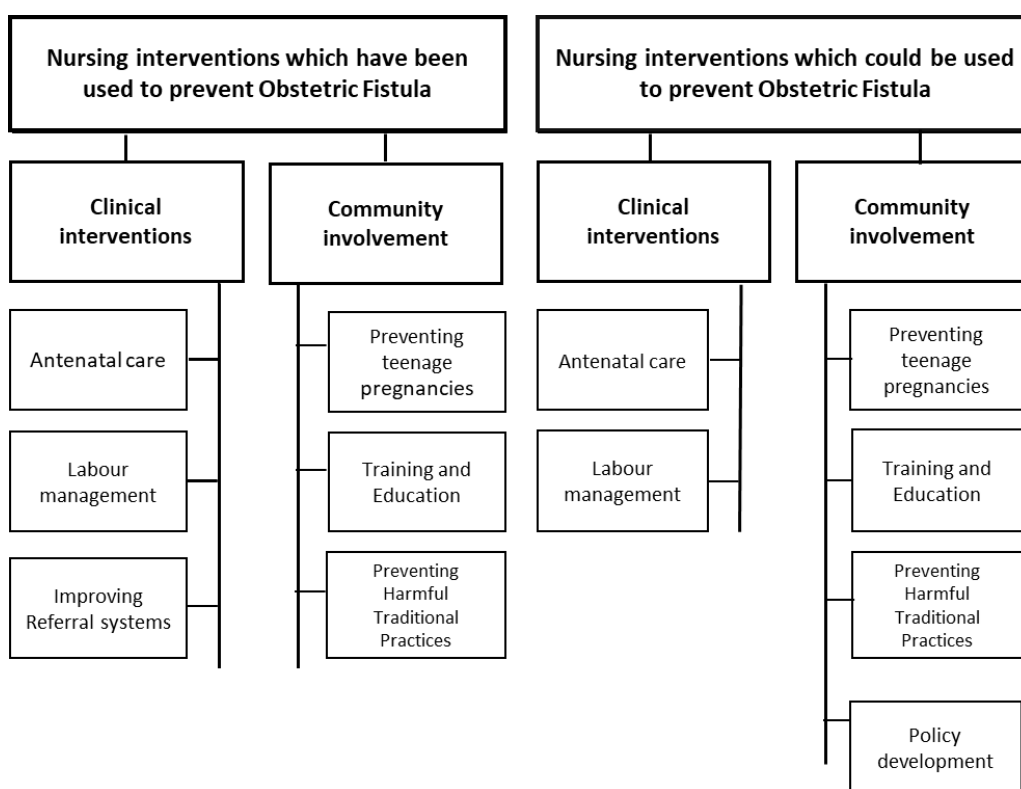 Nursing interventions which have been
used to prevent Obstetric Fistula
Clinical
interventions
Antenatal care
Labour
management
Improving
Referral systems
Community
involvement
Preventing
teenage
pregnancies
Training and
Education
Preventing
Harmful
Traditional
Practices
Nursing interventions which could be used
to prevent Obstetric Fistula
Clinical
interventions
Antenatal care
Labour
management
Community
involvement
Preventing
teenage
pregnancies
Training and
Education
Preventing
Harmful
Traditional
Practices
Policy
development